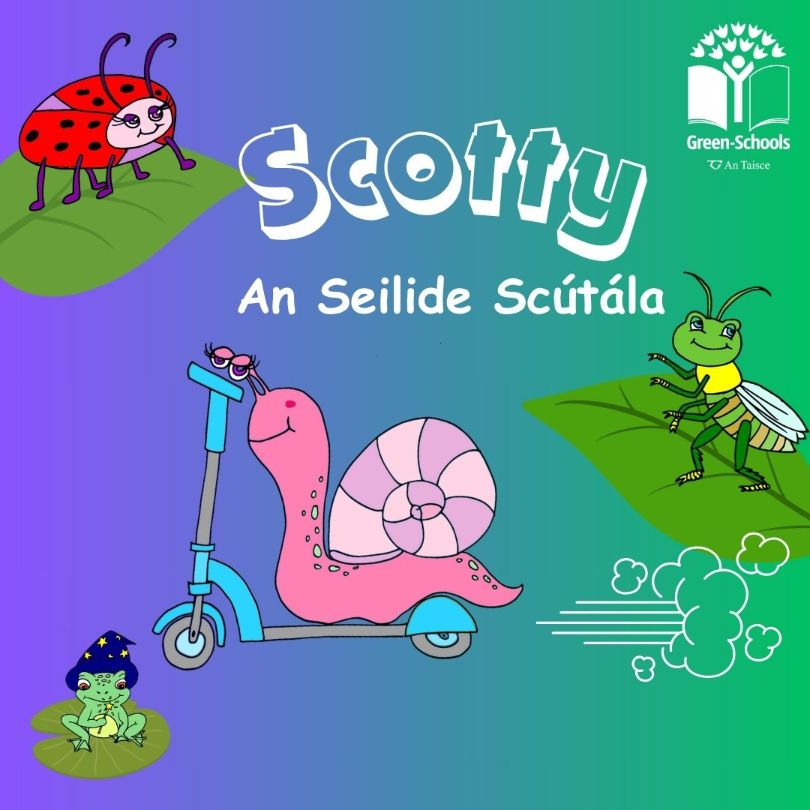 Green-Schools
An Taisce
Scotty
An Seilide Scútála